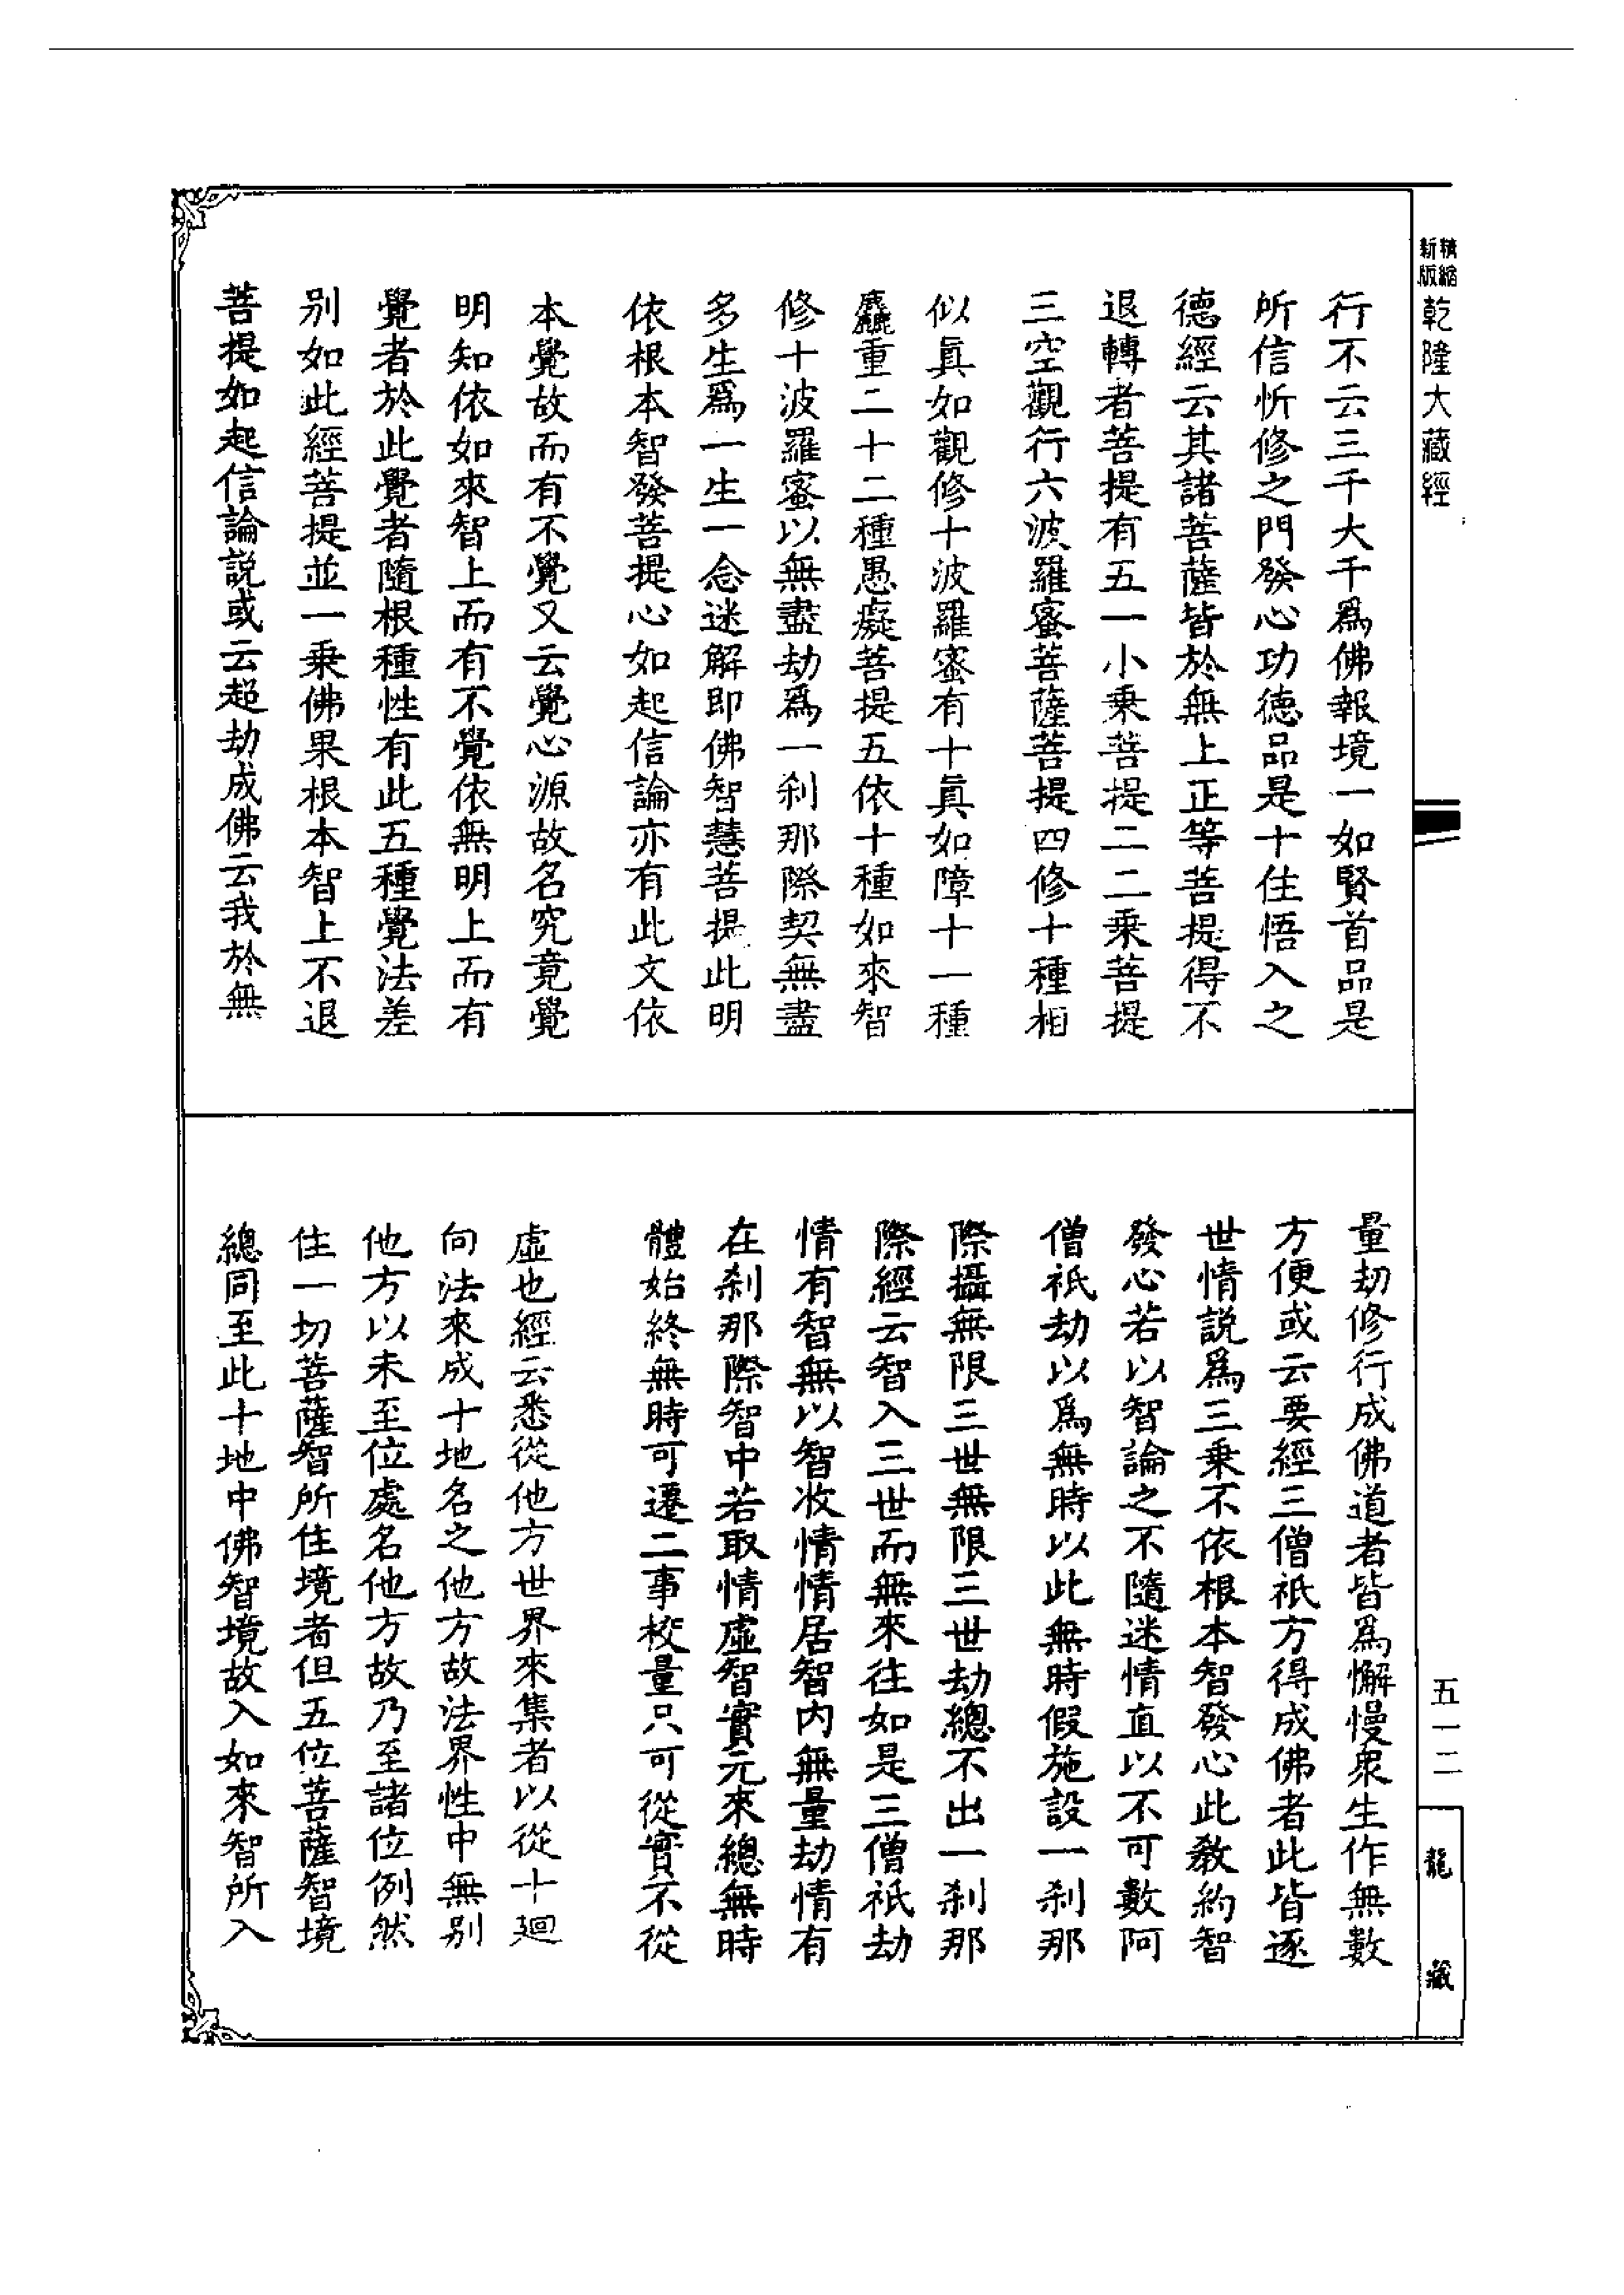 精縮新版乾隆大藏經
行不云三千大千爲佛報境一如賢首品是
所信忻修之門發心功德品是十住悟入之
德經云其諸菩薩皆於無上正等菩提得不
退轉者菩提有五一小乘菩提二二乘菩提
三空觀行六波羅蜜菩薩菩提四修十種相
似眞如觀修十波羅蜜有十眞如障十一種
麤重二十二種愚癡菩提五依十種如來智
修十波羅蜜以無盡劫爲一刹那際契無盡
多生爲一生一念迷解即佛智慧菩提此明
依根本智發菩提心如起信論亦有此文依
本覺故而有不覺又云覺心源故名究竟覺
明知依如來智上而有不覺依無明上而有
覺者於此覺者隨根種性有此五種覺法差
别如此經菩提並一乘佛果根本智上不退
菩提如起信論説或云超劫成佛云我於無
量劫修行成佛道者皆爲懈慢衆生作無數
方便或云要經三僧祇方得成佛者此皆逐
世情説爲三乘不依根本智發心此敎約智
發心若以智論之不隨迷情直以不可數阿
僧祇劫以爲無時以此無時假施設一刹那
際攝無限三世無限三世劫總不出一刹那
際經云智入三世而無來往如是三僧祇劫
情有智無以智收情情居智内無量劫情有
在刹那際智中若取情虛智實元來總無時
體始終無時可遷二事校量只可從實不從
虛也經云悉從他方世界來集者以從十廻
向法來成十地名之他方故法界性中無别
他方以未至位處名他方故乃至諸位例然
住一切菩薩智所住境者但五位菩薩智境
總同至此十地中佛智境故入如來智所入
五一二
龍藏